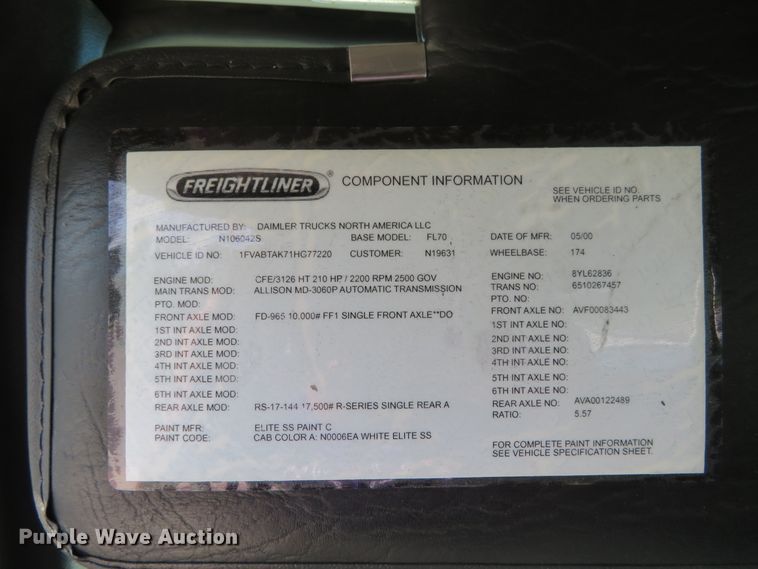 FREIGHTLINER ® COMPONENT INFORMATION
SEE VEHICLE ID NO.
WHEN ORDERING PARTS
MANUFACTURED BY: DAIMLER TRUCKS NORTH AMERICA LLC
MODEL: N106042S BASE MODEL: FL70 DATE OF MFR: 05/00
VEHICLE ID NO: 1FVABTAK71HG77220 CUSTOMER: N19631 WHEELBASE: 174
ENGINE MOD: CFE/3126 HT 210 HP / 2200 RPM 2500 GOV ENGINE NO: 8YL62836
MAIN TRANS MOD: ALLISON MD-3060P AUTOMATIC TRANSMISSION TRANS NO: 6510267457
PTO. MOD: PTO. NO:
FRONT AXLE MOD: FD-965 10,000# FF1 SINGLE FRONT AXLE**DO FRONT AXLE NO: AVF00083443
1ST INT AXLE MOD: 1ST INT AXLE NO:
2ND INT AXLE MOD: 2ND INT AXLE NO:
3RD INT AXLE MOD: 3RD INT AXLE NO:
4TH INT AXLE MOD: 4TH INT AXLE NO:
5TH INT AXLE MOD: 5TH INT AXLE NO:
6TH INT AXLE MOD: 6TH INT AXLE NO:
REAR AXLE MOD: RS-17-144 17,500# R-SERIES SINGLE REAR A REAR AXLE NO: AVA00122489
RATIO: 5.57
PAINT MFR: ELITE SS PAINT C
PAINT CODE: CAB COLOR A: N0006EA WHITE ELITE SS
FOR COMPLETE PAINT INFORMATION
SEE VEHICLE SPECIFICATION SHEET.
Purple Wave Auction
Purple Wave Auction